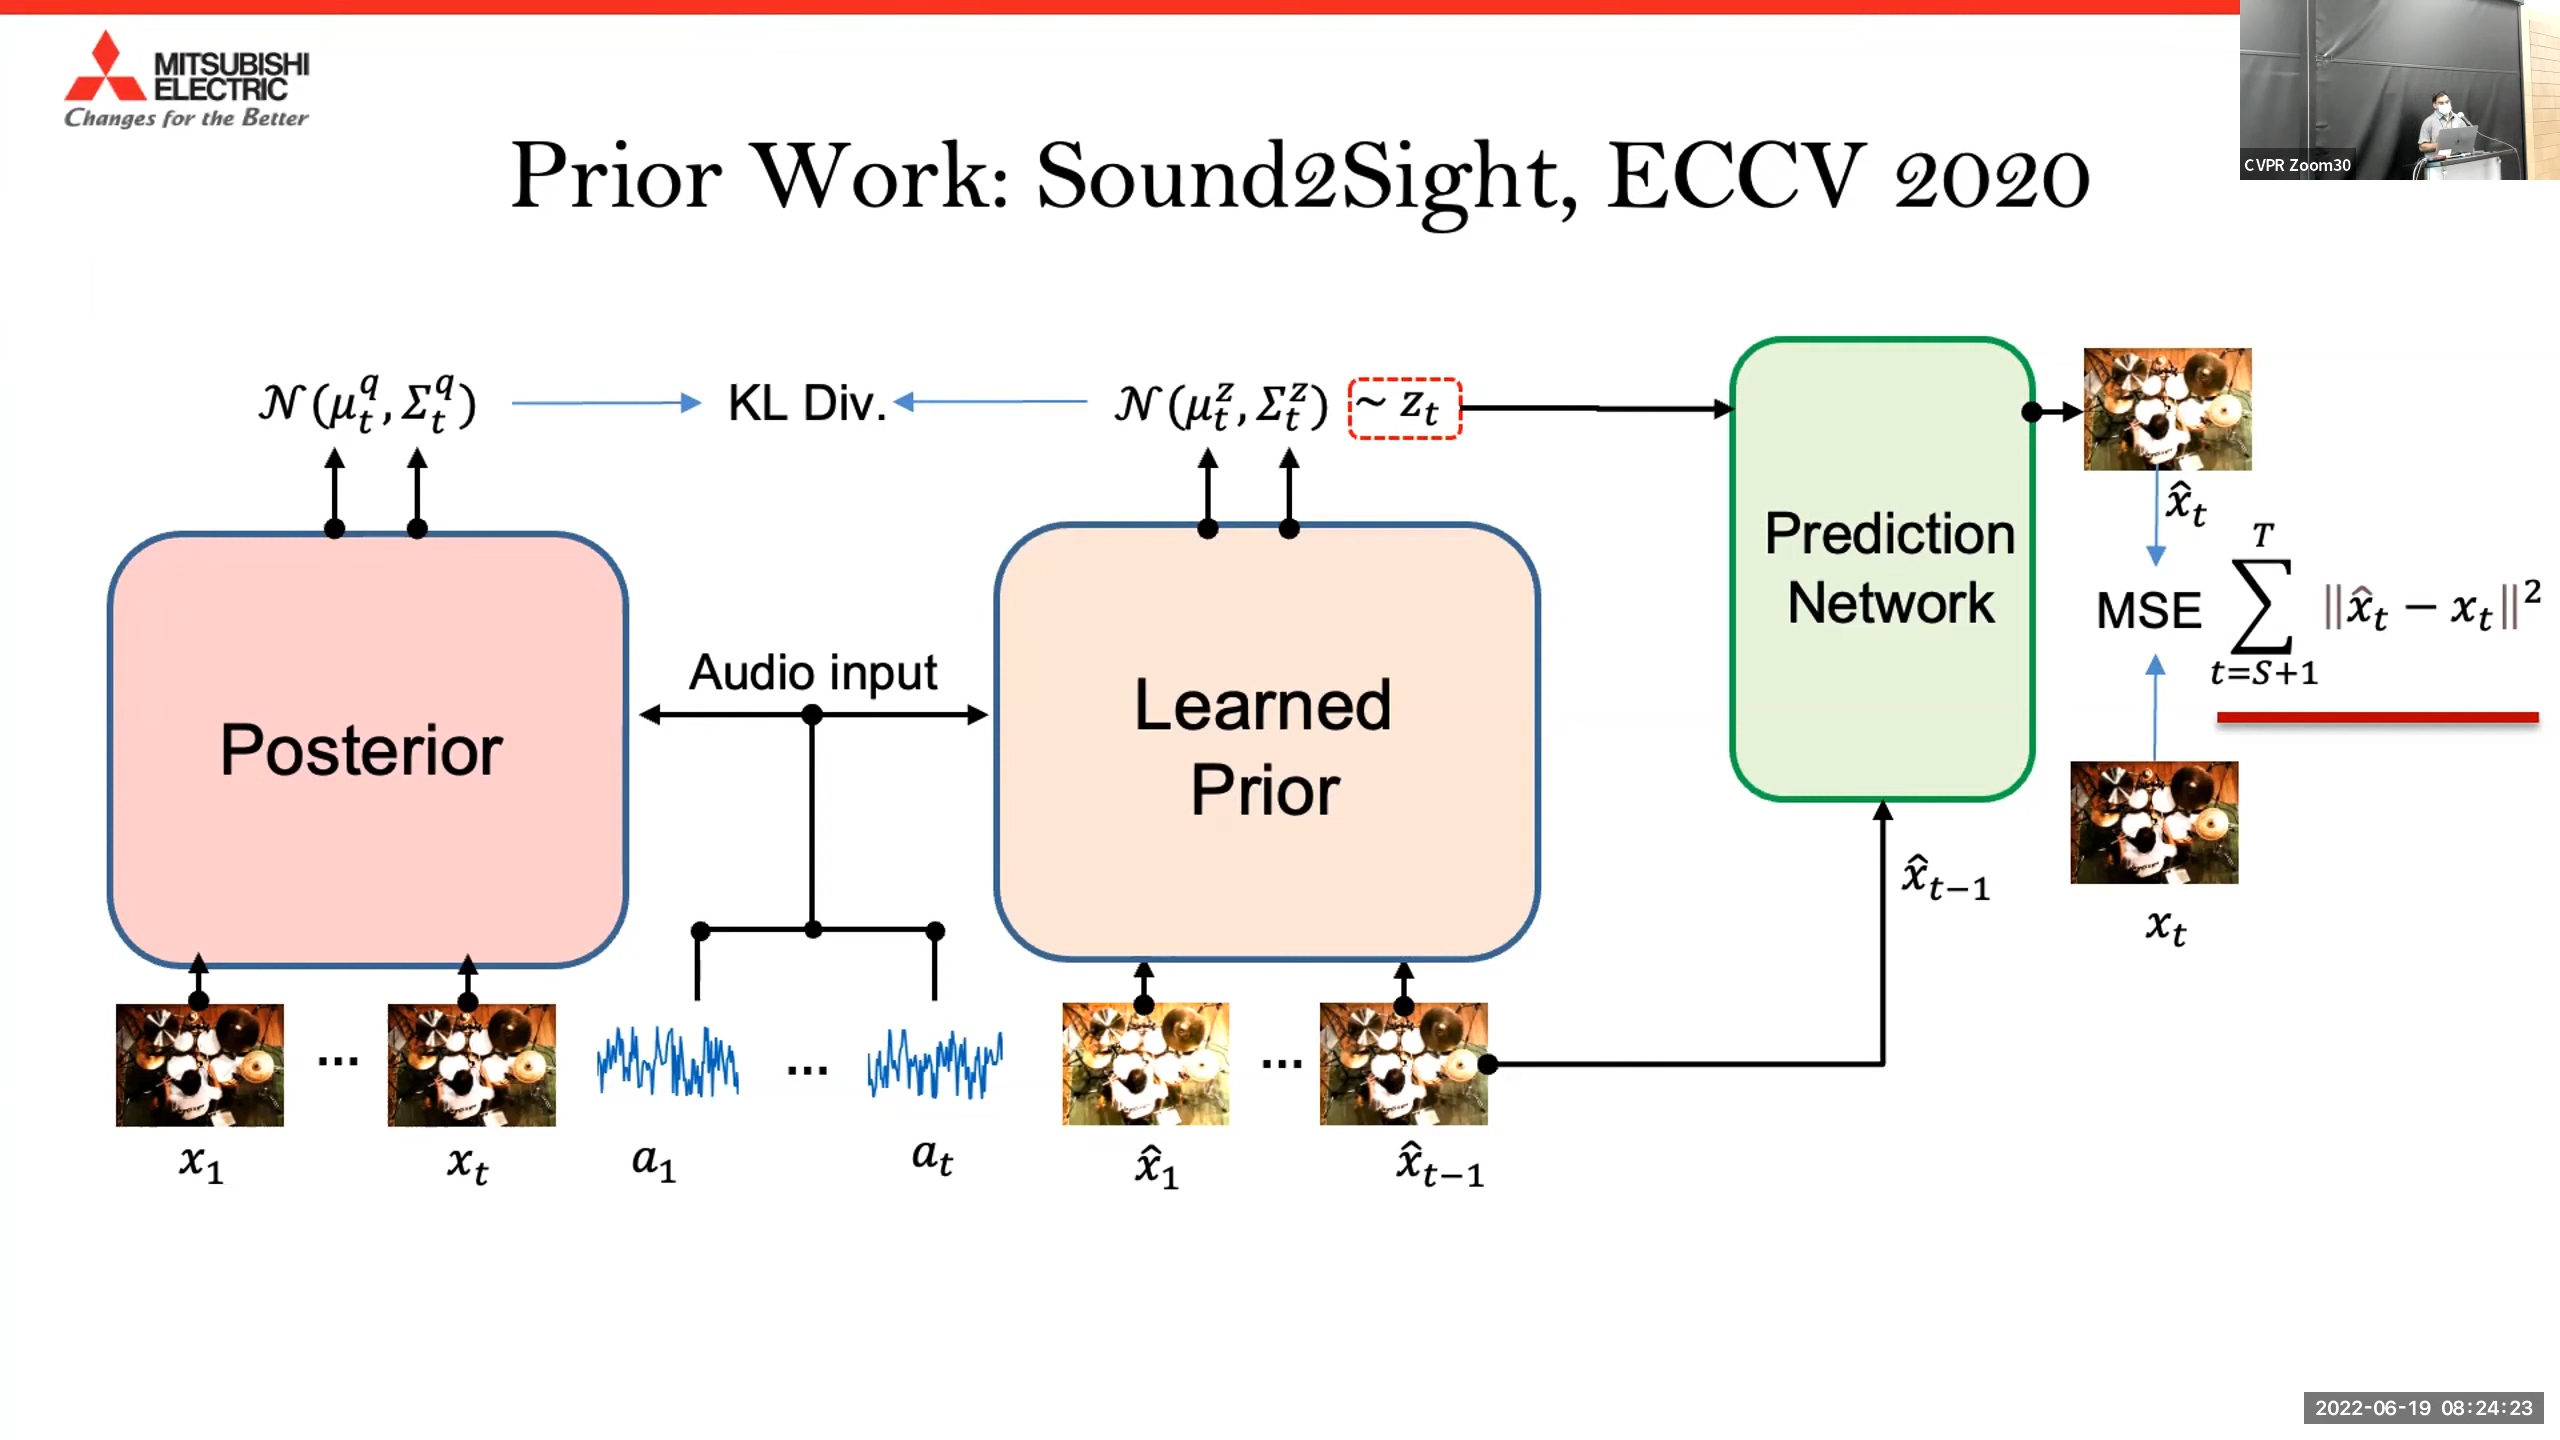 MITSUBISHI
ELECTRIC
Changes for the Better
CVPR Zoom30
Prior Work: Sound2Sight, ECCV 2020
𝒩(μ_t^q, Σ_t^q)
KL Div.
𝒩(μ_t^z, Σ_t^z) ~ z_t
Prediction
Network
x̂_t
MSE ∑_{t=S+1}^{T} ‖x̂_t − x_t‖²
Posterior
Audio input
Learned
Prior
x̂_{t−1}
x_t
...
...
...
x_1
x_t
a_1
a_t
x̂_1
x̂_{t−1}
2022-06-19 08:24:23